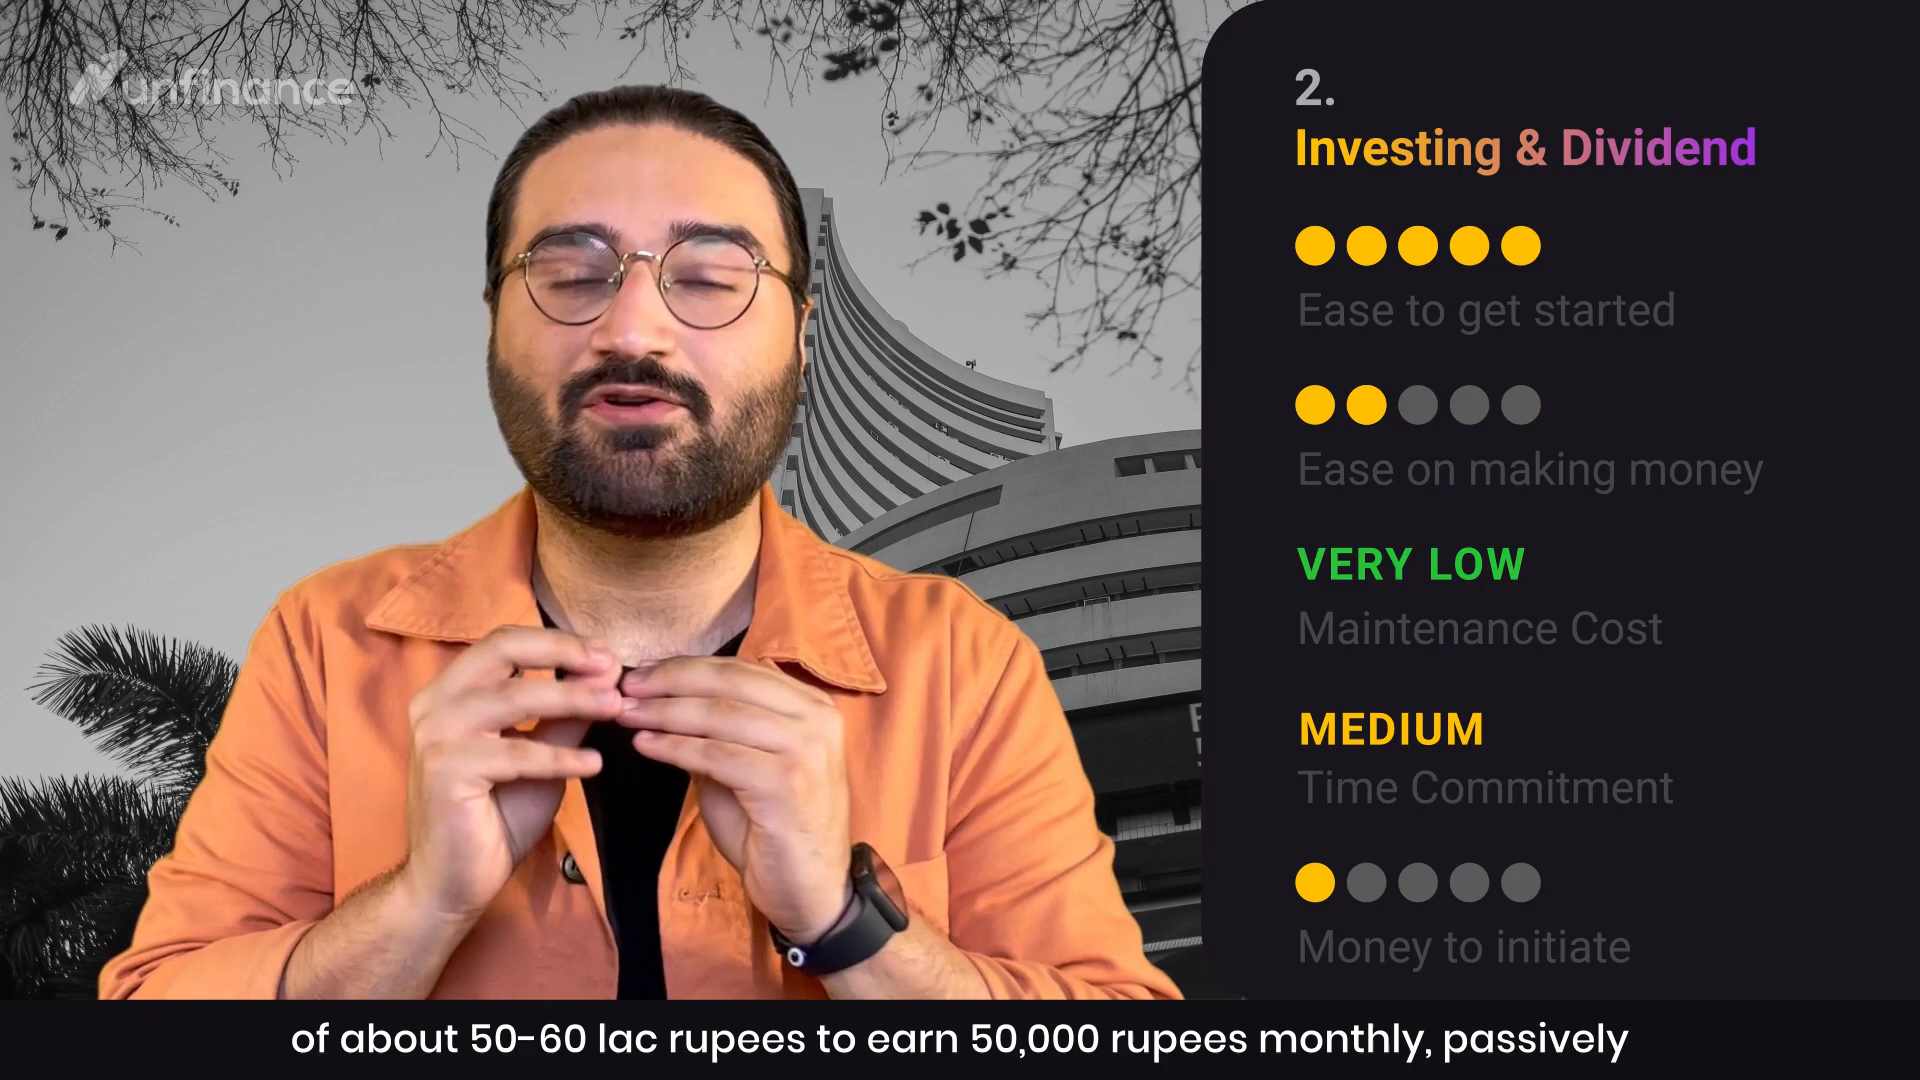 unfinance
2.
Investing & Dividend
Ease to get started
Ease on making money
VERY LOW
Maintenance Cost
MEDIUM
Time Commitment
Money to initiate
of about 50-60 lac rupees to earn 50,000 rupees monthly, passively